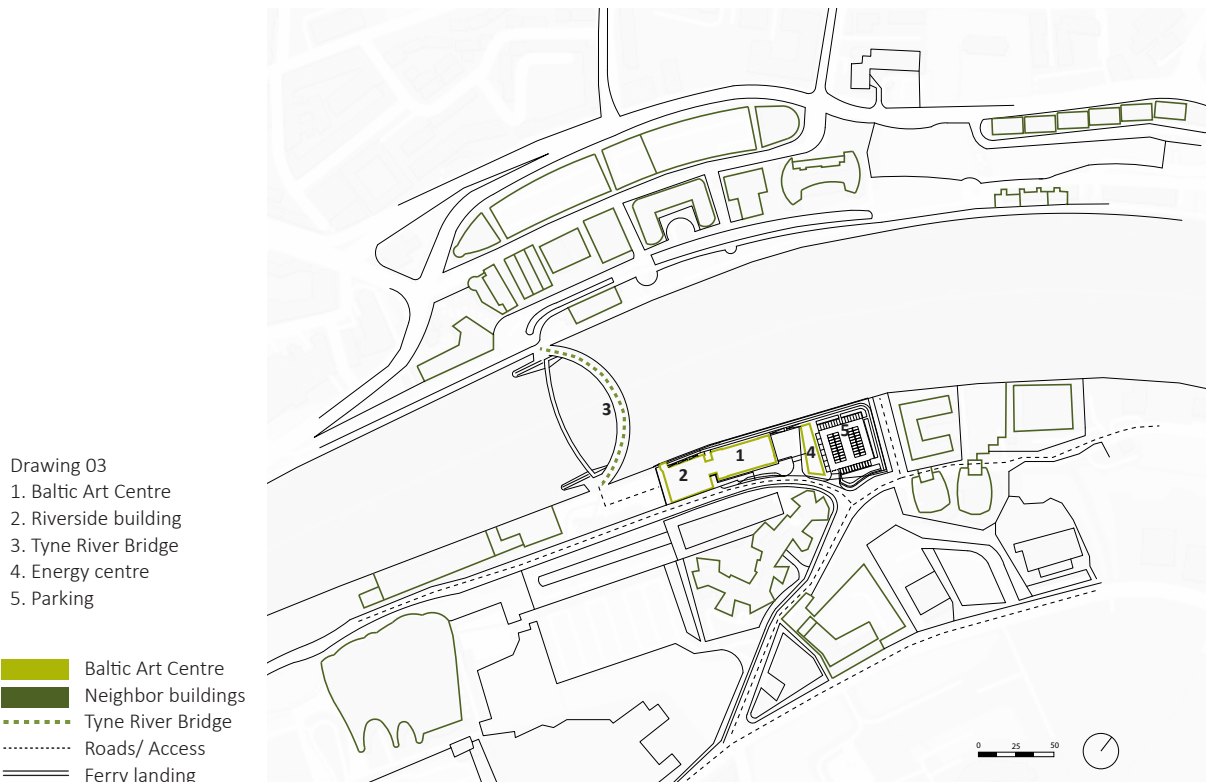 3
1
2
4
5
Drawing 03
1. Baltic Art Centre
2. Riverside building
3. Tyne River Bridge
4. Energy centre
5. Parking
Baltic Art Centre
Neighbor buildings
Tyne River Bridge
Roads/ Access
Ferry landing
0 25 50